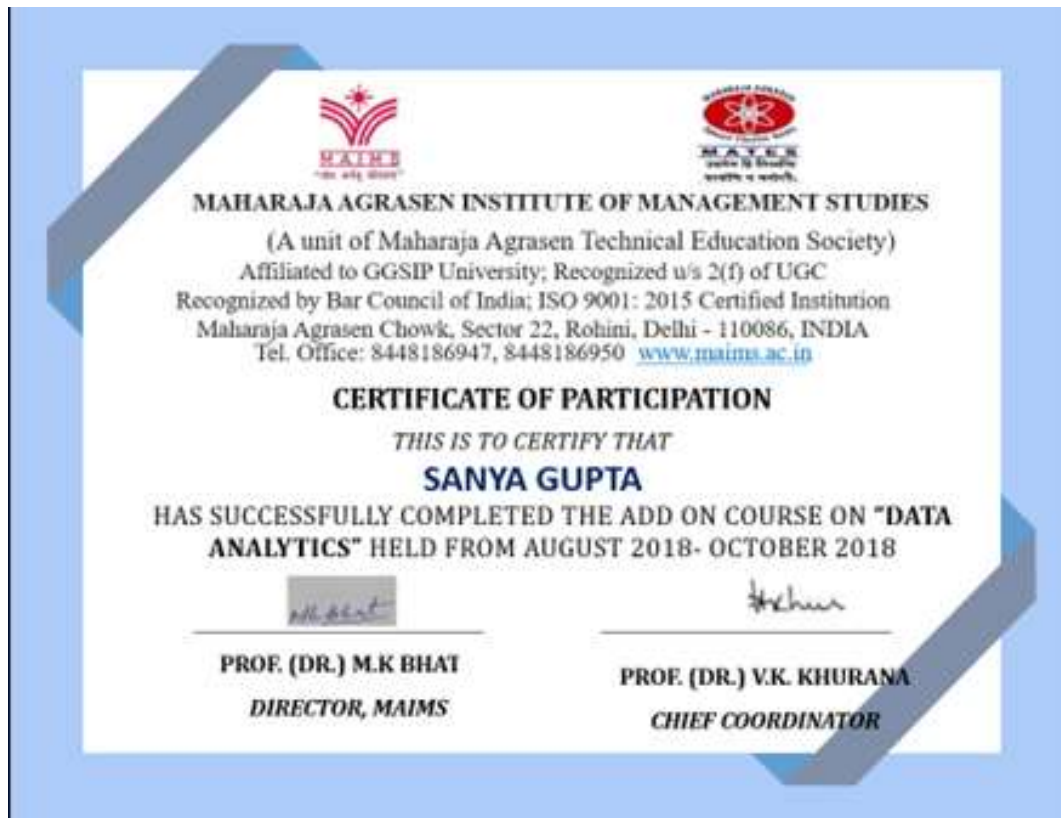 MAIMS
MAHARAJA AGRASEN
MATES
MAHARAJA AGRASEN INSTITUTE OF MANAGEMENT STUDIES
(A unit of Maharaja Agrasen Technical Education Society)
Affiliated to GGSIP University; Recognized u/s 2(f) of UGC
Recognized by Bar Council of India; ISO 9001: 2015 Certified Institution
Maharaja Agrasen Chowk, Sector 22, Rohini, Delhi - 110086, INDIA
Tel. Office: 8448186947, 8448186950 www.maims.ac.in
CERTIFICATE OF PARTICIPATION
THIS IS TO CERTIFY THAT
SANYA GUPTA
HAS SUCCESSFULLY COMPLETED THE ADD ON COURSE ON "DATA
ANALYTICS" HELD FROM AUGUST 2018- OCTOBER 2018
PROF. (DR.) M.K BHAT
PROF. (DR.) V.K. KHURANA
DIRECTOR, MAIMS
CHIEF COORDINATOR